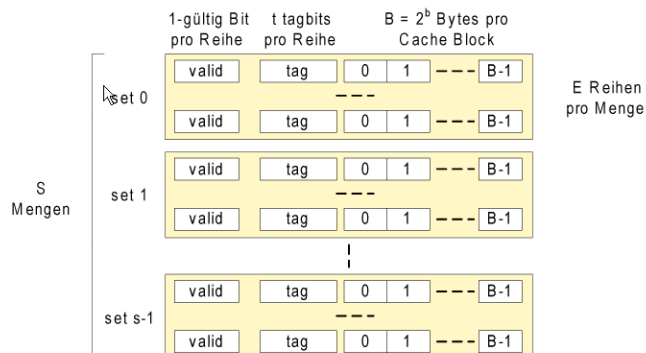 1-gültig Bit pro Reihe
t tagbits pro Reihe
B = 2^b Bytes pro Cache Block
valid tag 0 1 B-1
set 0
valid tag 0 1 B-1
E Reihen pro Menge
valid tag 0 1 B-1
S Mengen
set 1
valid tag 0 1 B-1
valid tag 0 1 B-1
set s-1
valid tag 0 1 B-1